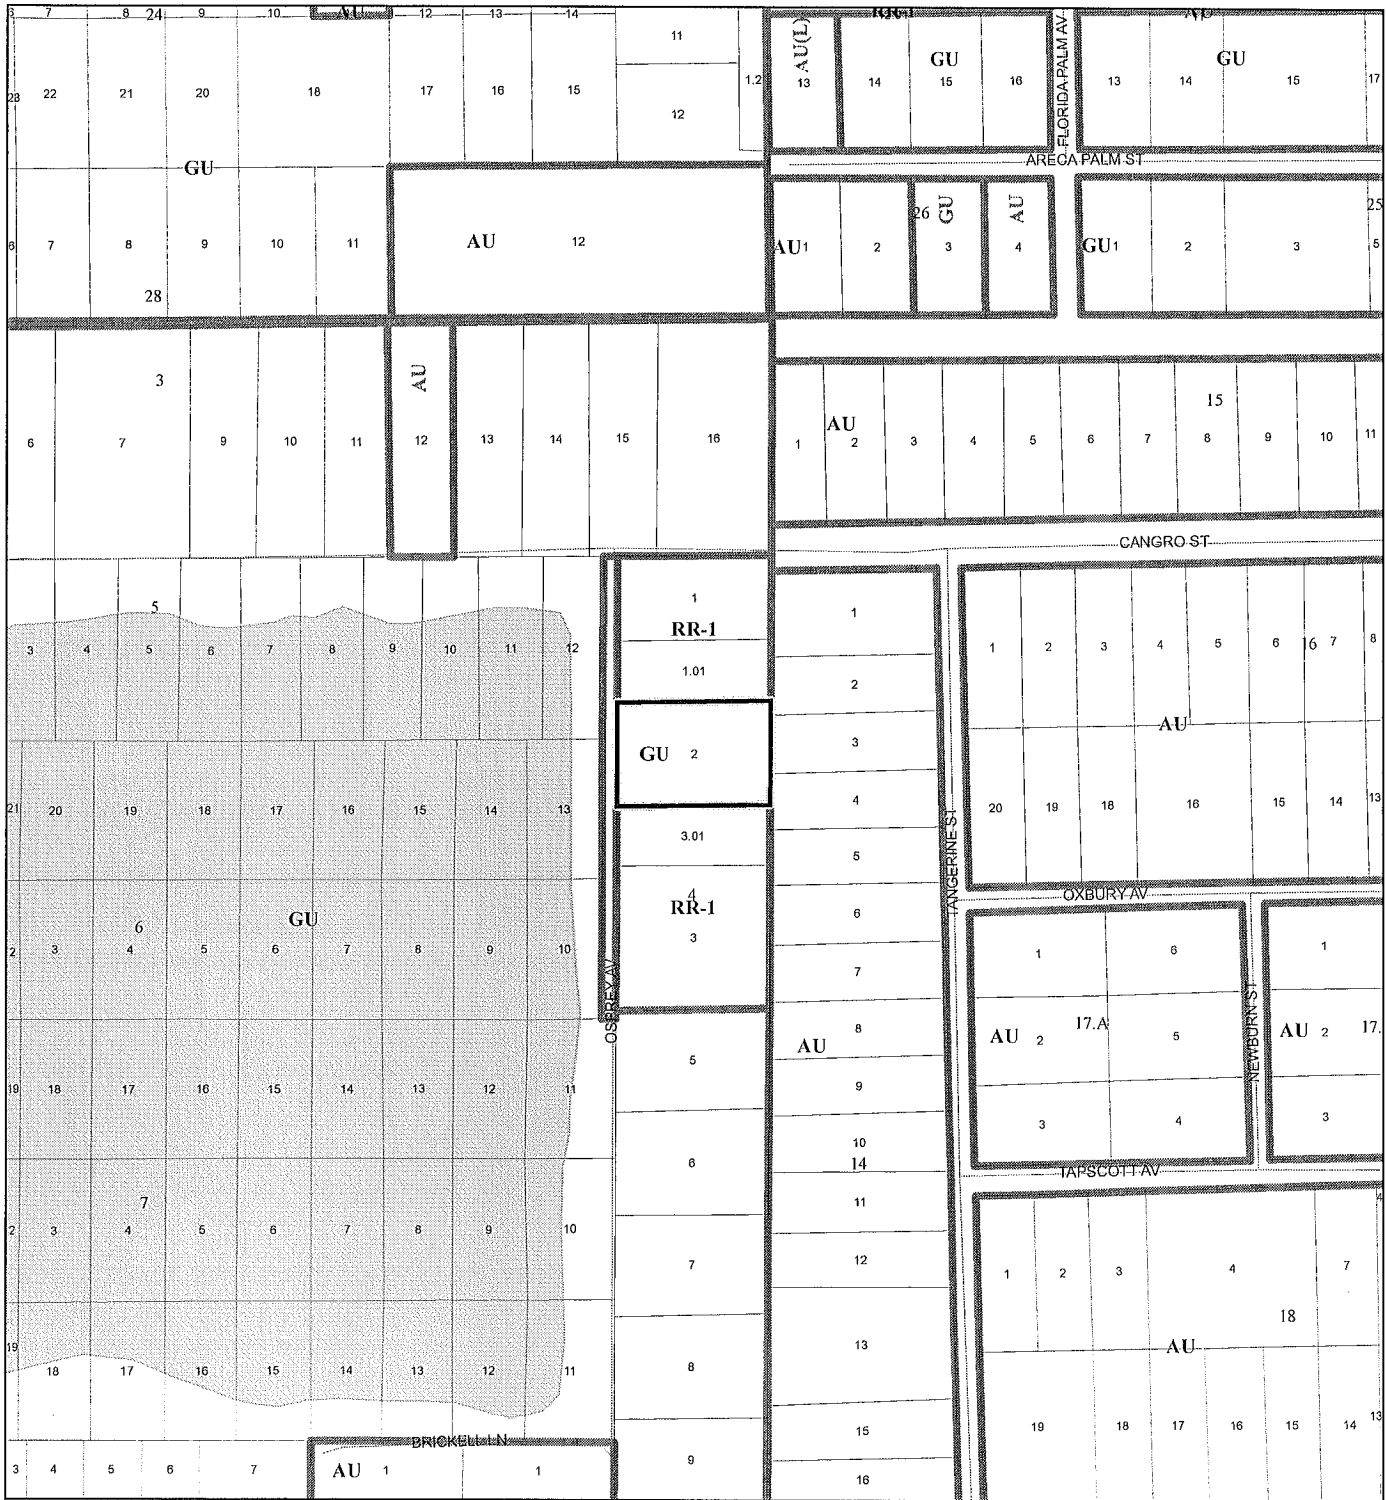 3 7 8 24 9 10 AU 12 13 14 RR-1 AU
11 AU(L) GU FLORIDA PALM AV GU
23 22 21 20 18 17 16 15 1.2 13 14 15 16 13 14 15 17
12
GU ARECA PALM ST
26 GU AU 25
6 7 8 9 10 11 AU 12 AU 1 2 3 4 GU 1 2 3 5
28
3 AU 15
6 7 9 10 11 12 13 14 15 16 1 AU 2 3 4 5 6 7 8 9 10 11
CANGRO ST
5 1 1
RR-1
3 4 5 6 7 8 9 10 11 12 1.01 2 1 2 3 4 5 6 16 7 8
AU
GU 2 3
21 20 19 18 17 16 15 14 13 4 20 19 18 16 15 14 13
3.01 5 TANGERINE ST
4 OXBURY AV
6 GU RR-1 6
2 3 4 5 6 7 8 9 10 3 7 1 6 1
OSPREY AV NEWBURN ST
AU 8 AU 2 17.A 5 AU 2 17.
5
19 18 17 16 15 14 13 12 11 9 3 4 3
10
6 14 TAPSCOTT AV
7 11
2 3 4 5 6 7 8 9 10 4
7 12 1 2 3 4 7
18
19 13 AU
18 17 16 15 14 13 12 11 8
15 19 18 17 16 15 14 13
BRICKELL LN
3 4 5 6 7 AU 1 1 9 16